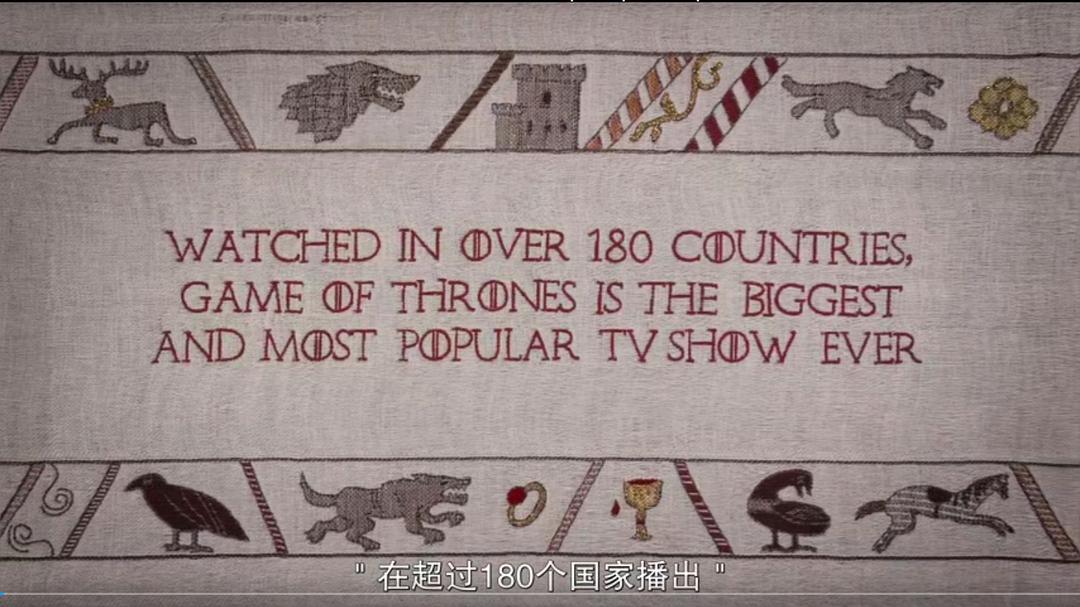 WATCHED IN OVER 180 COUNTRIES,
GAME OF THRONES IS THE BIGGEST
AND MOST POPULAR TV SHOW EVER
"在超过180个国家播出"